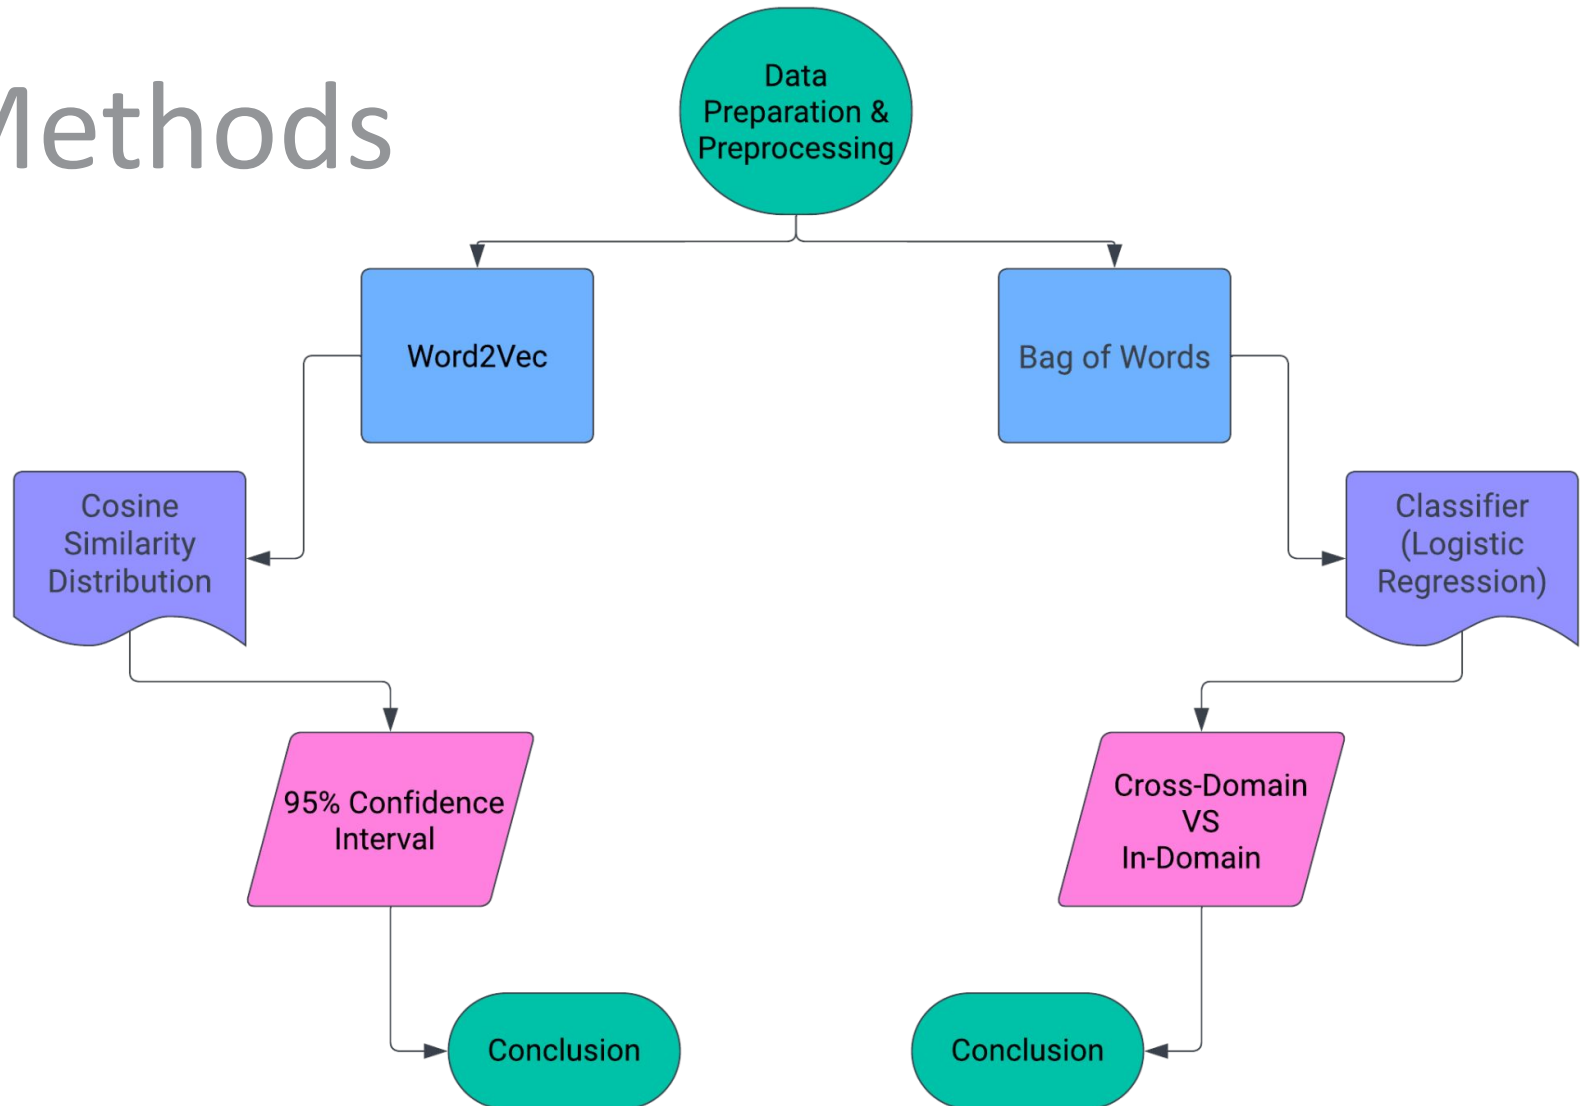 Methods
Data
Preparation &
Preprocessing
Word2Vec
Bag of Words
Cosine
Similarity
Distribution
Classifier
(Logistic
Regression)
95% Confidence
Interval
Cross-Domain
VS
In-Domain
Conclusion
Conclusion